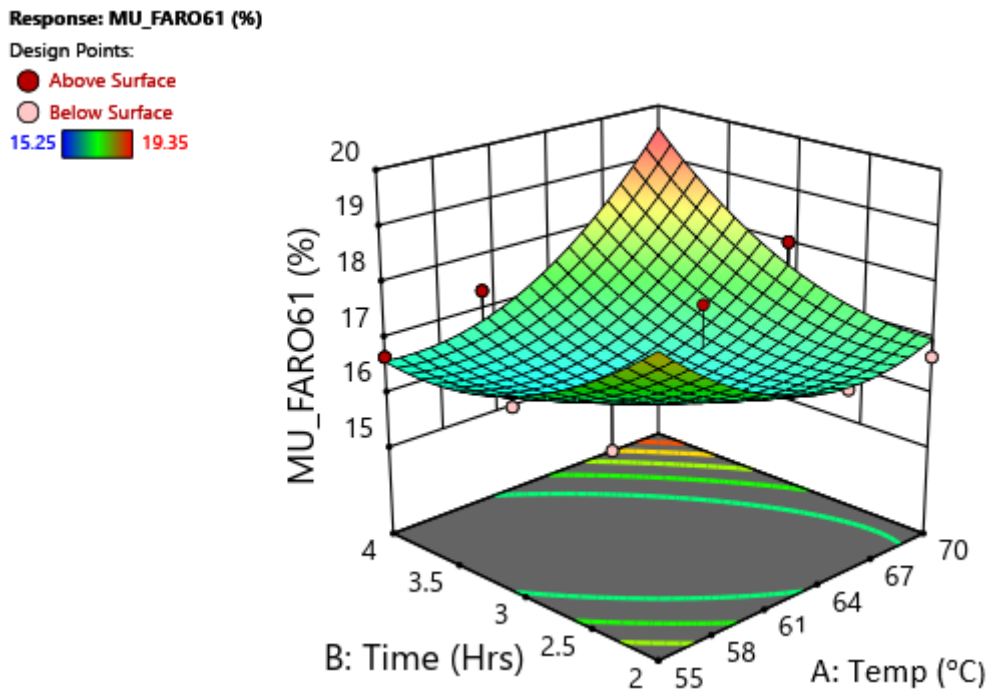 Response: MU_FARO61 (%)
Design Points:
Above Surface
Below Surface
15.25 19.35
MU_FARO61 (%)
20
19
18
17
16
15
4
3.5
3
2.5
2
B: Time (Hrs)
55
58
61
64
67
70
A: Temp (°C)